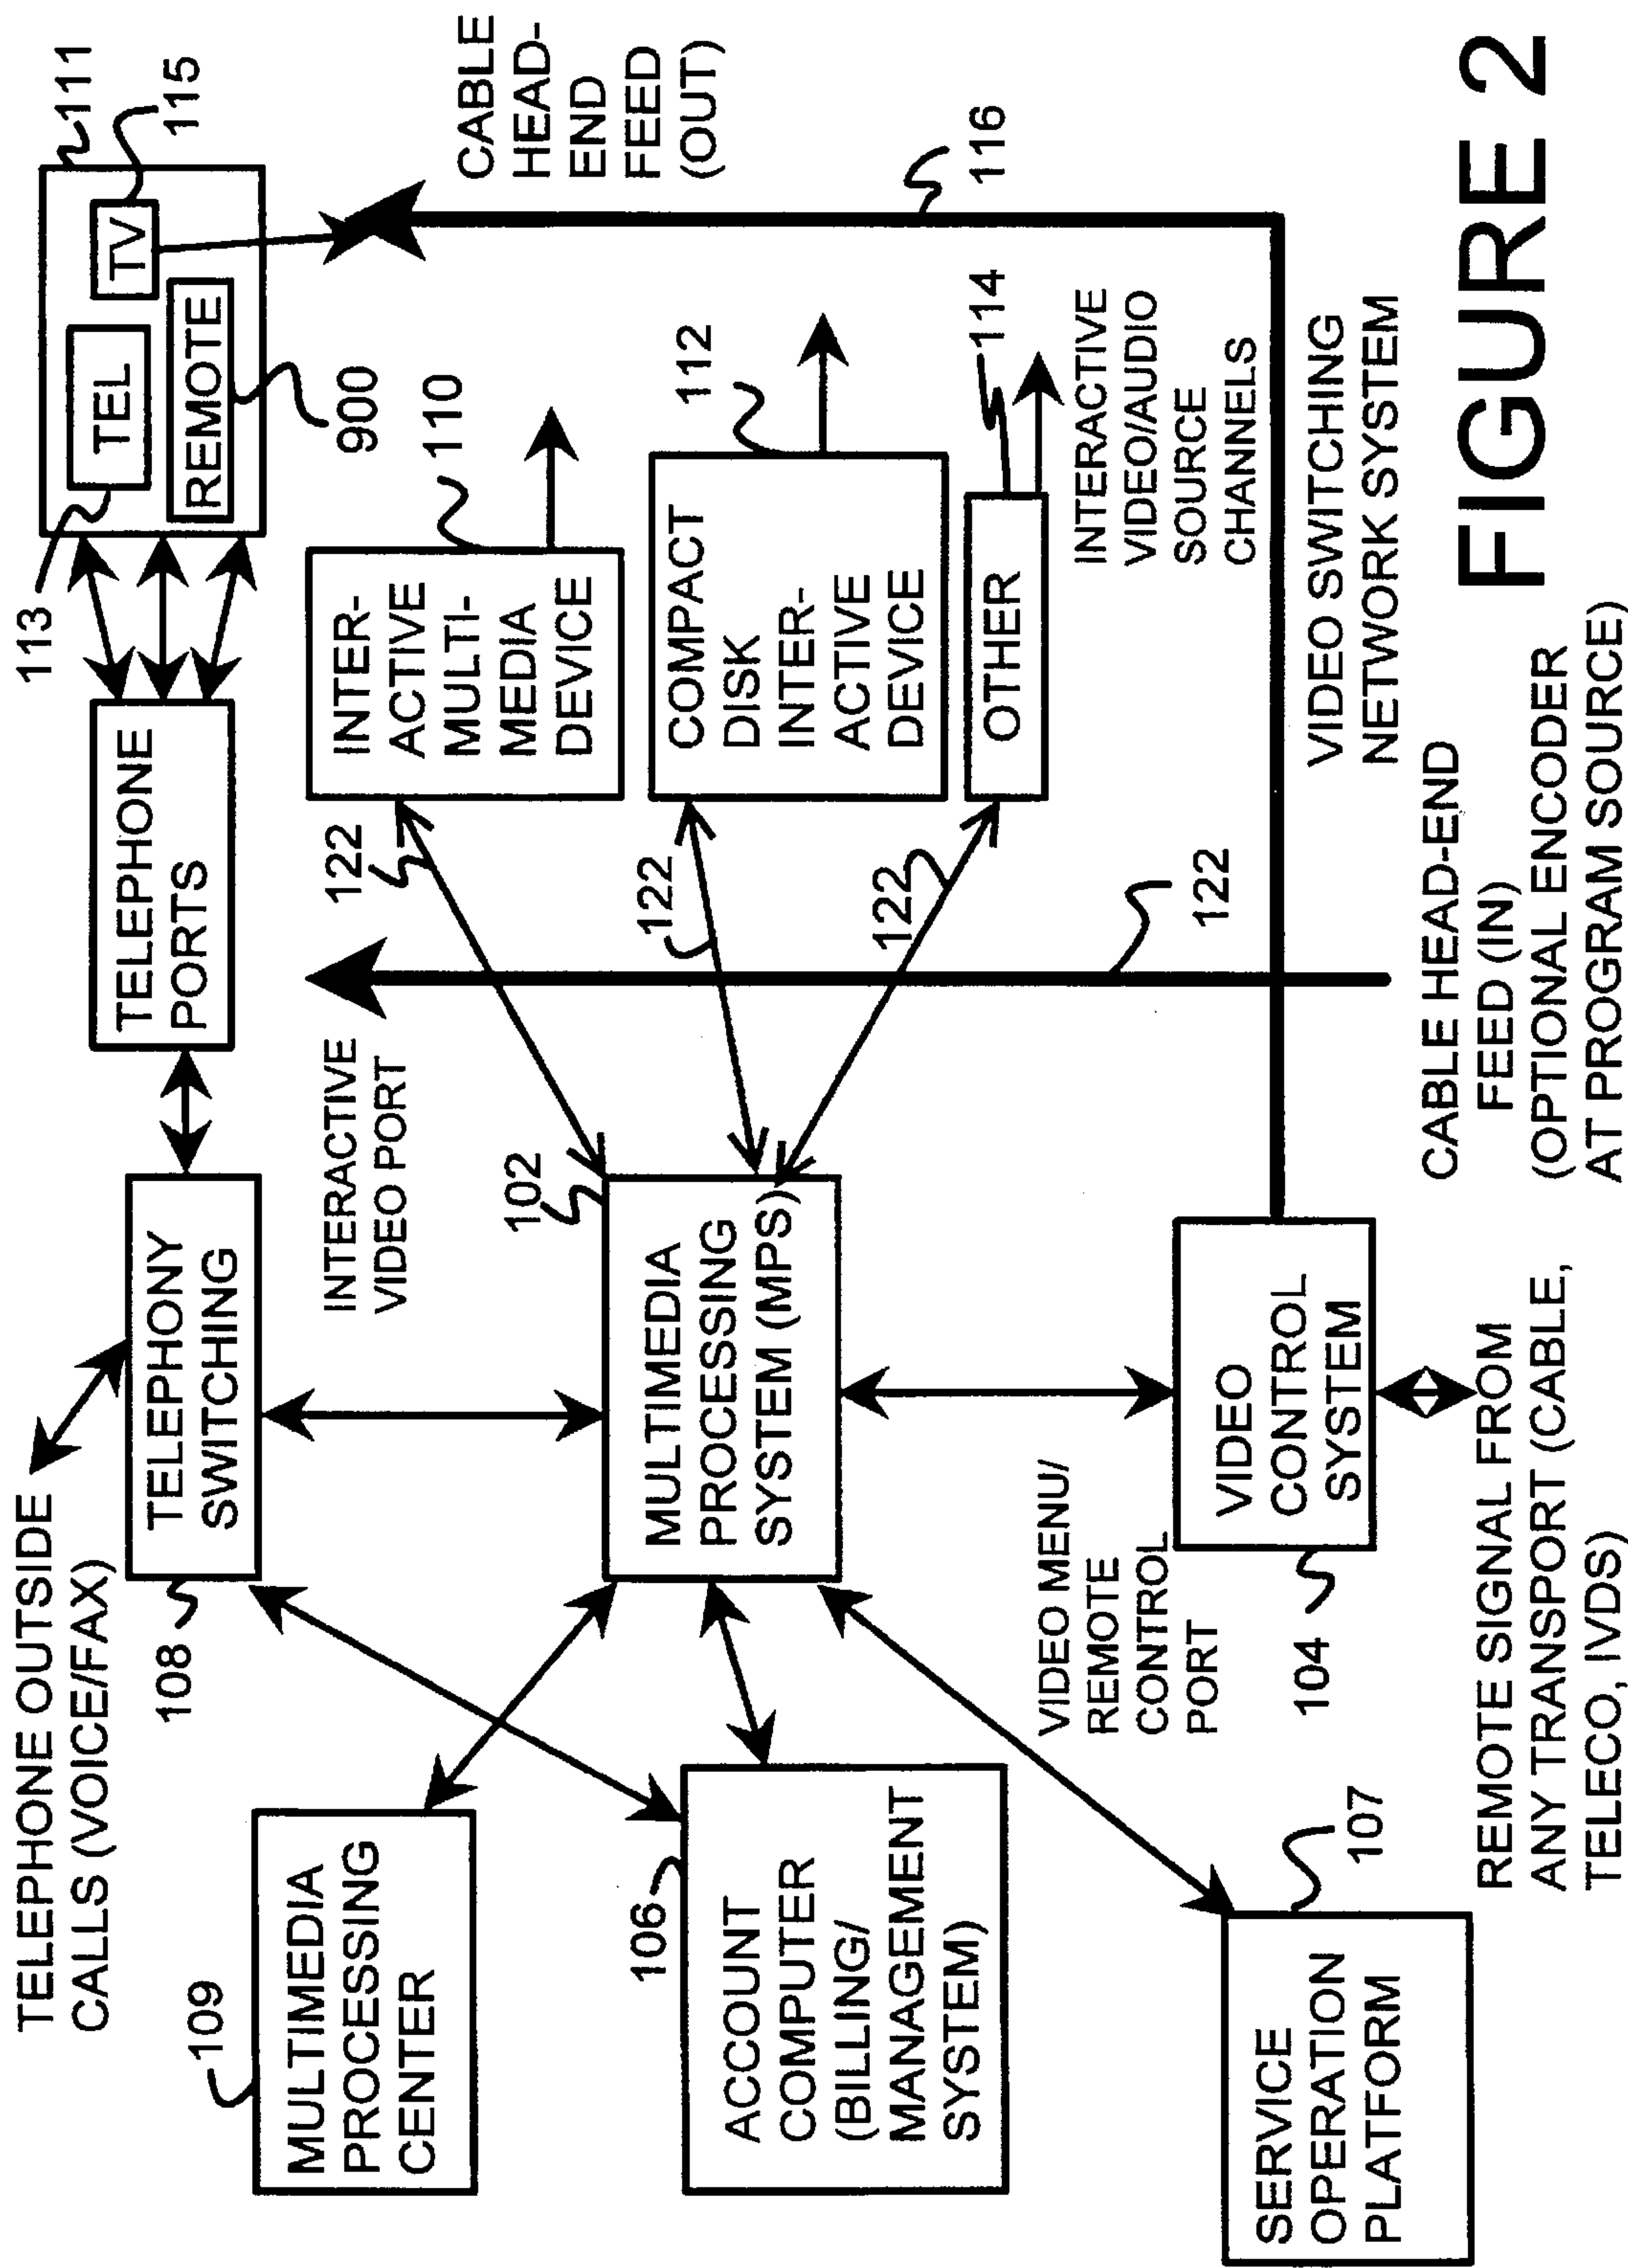 TELEPHONE OUTSIDE
CALLS (VOICE/FAX)
109
MULTIMEDIA
PROCESSING
CENTER
108
TELEPHONY
SWITCHING
TELEPHONE
PORTS
113
TEL
TV
REMOTE
111
115
900
INTERACTIVE
VIDEO PORT
106
ACCOUNT
COMPUTER
(BILLING/
MANAGEMENT
SYSTEM)
102
MULTIMEDIA
PROCESSING
SYSTEM (MPS)
122
122
122
122
INTER-
ACTIVE
MULTI-
MEDIA
DEVICE
110
COMPACT
DISK
INTER-
ACTIVE
DEVICE
112
OTHER
114
CABLE
HEAD-
END
FEED
(OUT)
116
INTERACTIVE
VIDEO/AUDIO
SOURCE
CHANNELS
SERVICE
OPERATION
PLATFORM
107
VIDEO MENU/
REMOTE
CONTROL
PORT
104
VIDEO
CONTROL
SYSTEM
VIDEO SWITCHING
NETWORK SYSTEM
REMOTE SIGNAL FROM
ANY TRANSPORT (CABLE,
TELECO, IVDS)
CABLE HEAD-END
FEED (IN)
(OPTIONAL ENCODER
AT PROGRAM SOURCE)
FIGURE 2